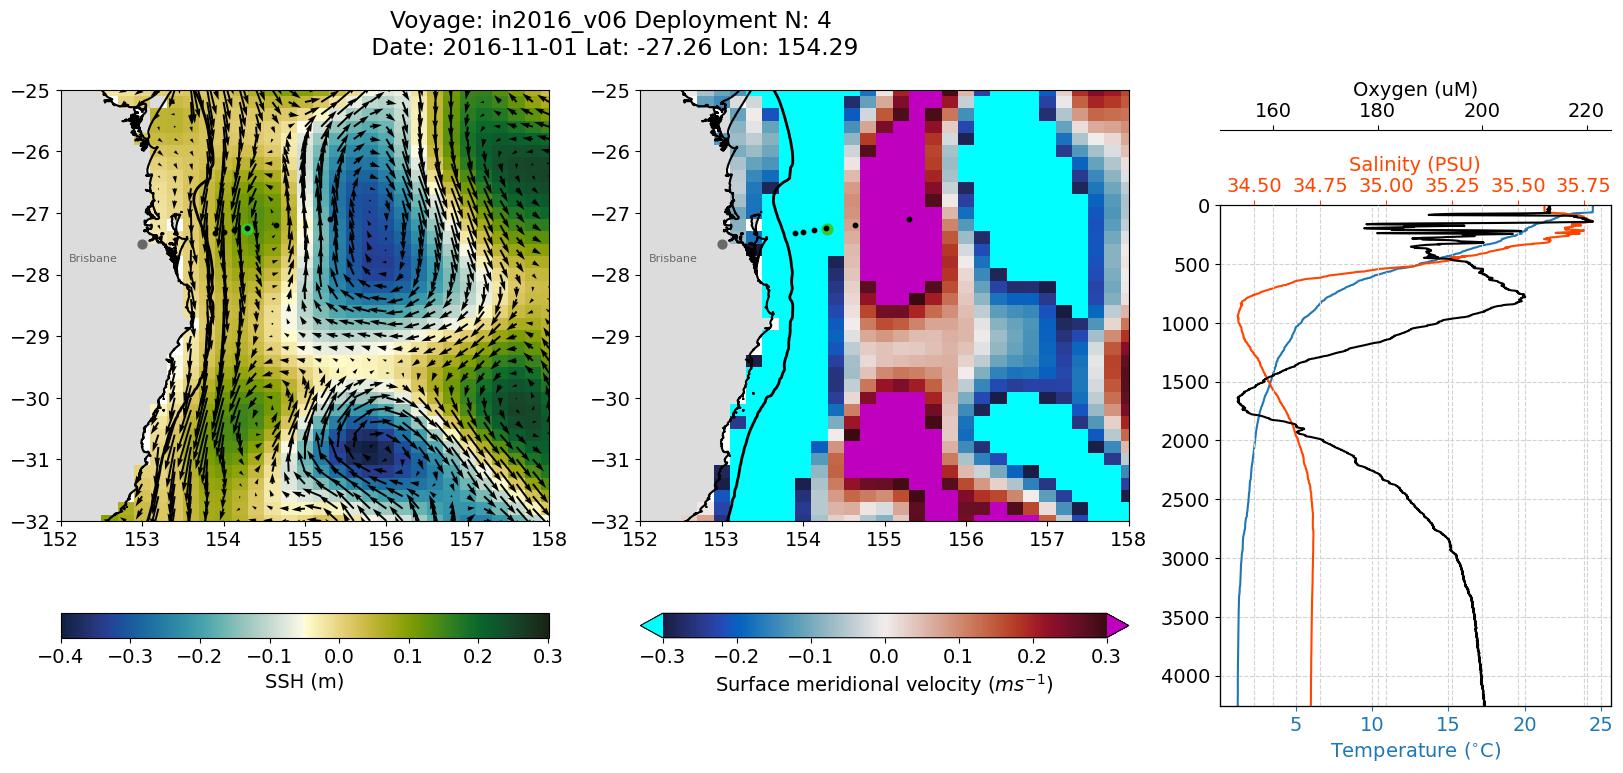 Voyage: in2016_v06 Deployment N: 4
Date: 2016-11-01 Lat: -27.26 Lon: 154.29
−25
−26
−27
−28
−29
−30
−31
−32
152 153 154 155 156 157 158
Brisbane
−0.4 −0.3 −0.2 −0.1 0.0 0.1 0.2 0.3
SSH (m)
−25
−26
−27
−28
−29
−30
−31
−32
152 153 154 155 156 157 158
Brisbane
−0.3 −0.2 −0.1 0.0 0.1 0.2 0.3
Surface meridional velocity (ms⁻¹)
Oxygen (uM)
160 180 200 220
Salinity (PSU)
34.50 34.75 35.00 35.25 35.50 35.75
0
500
1000
1500
2000
2500
3000
3500
4000
5 10 15 20 25
Temperature (°C)